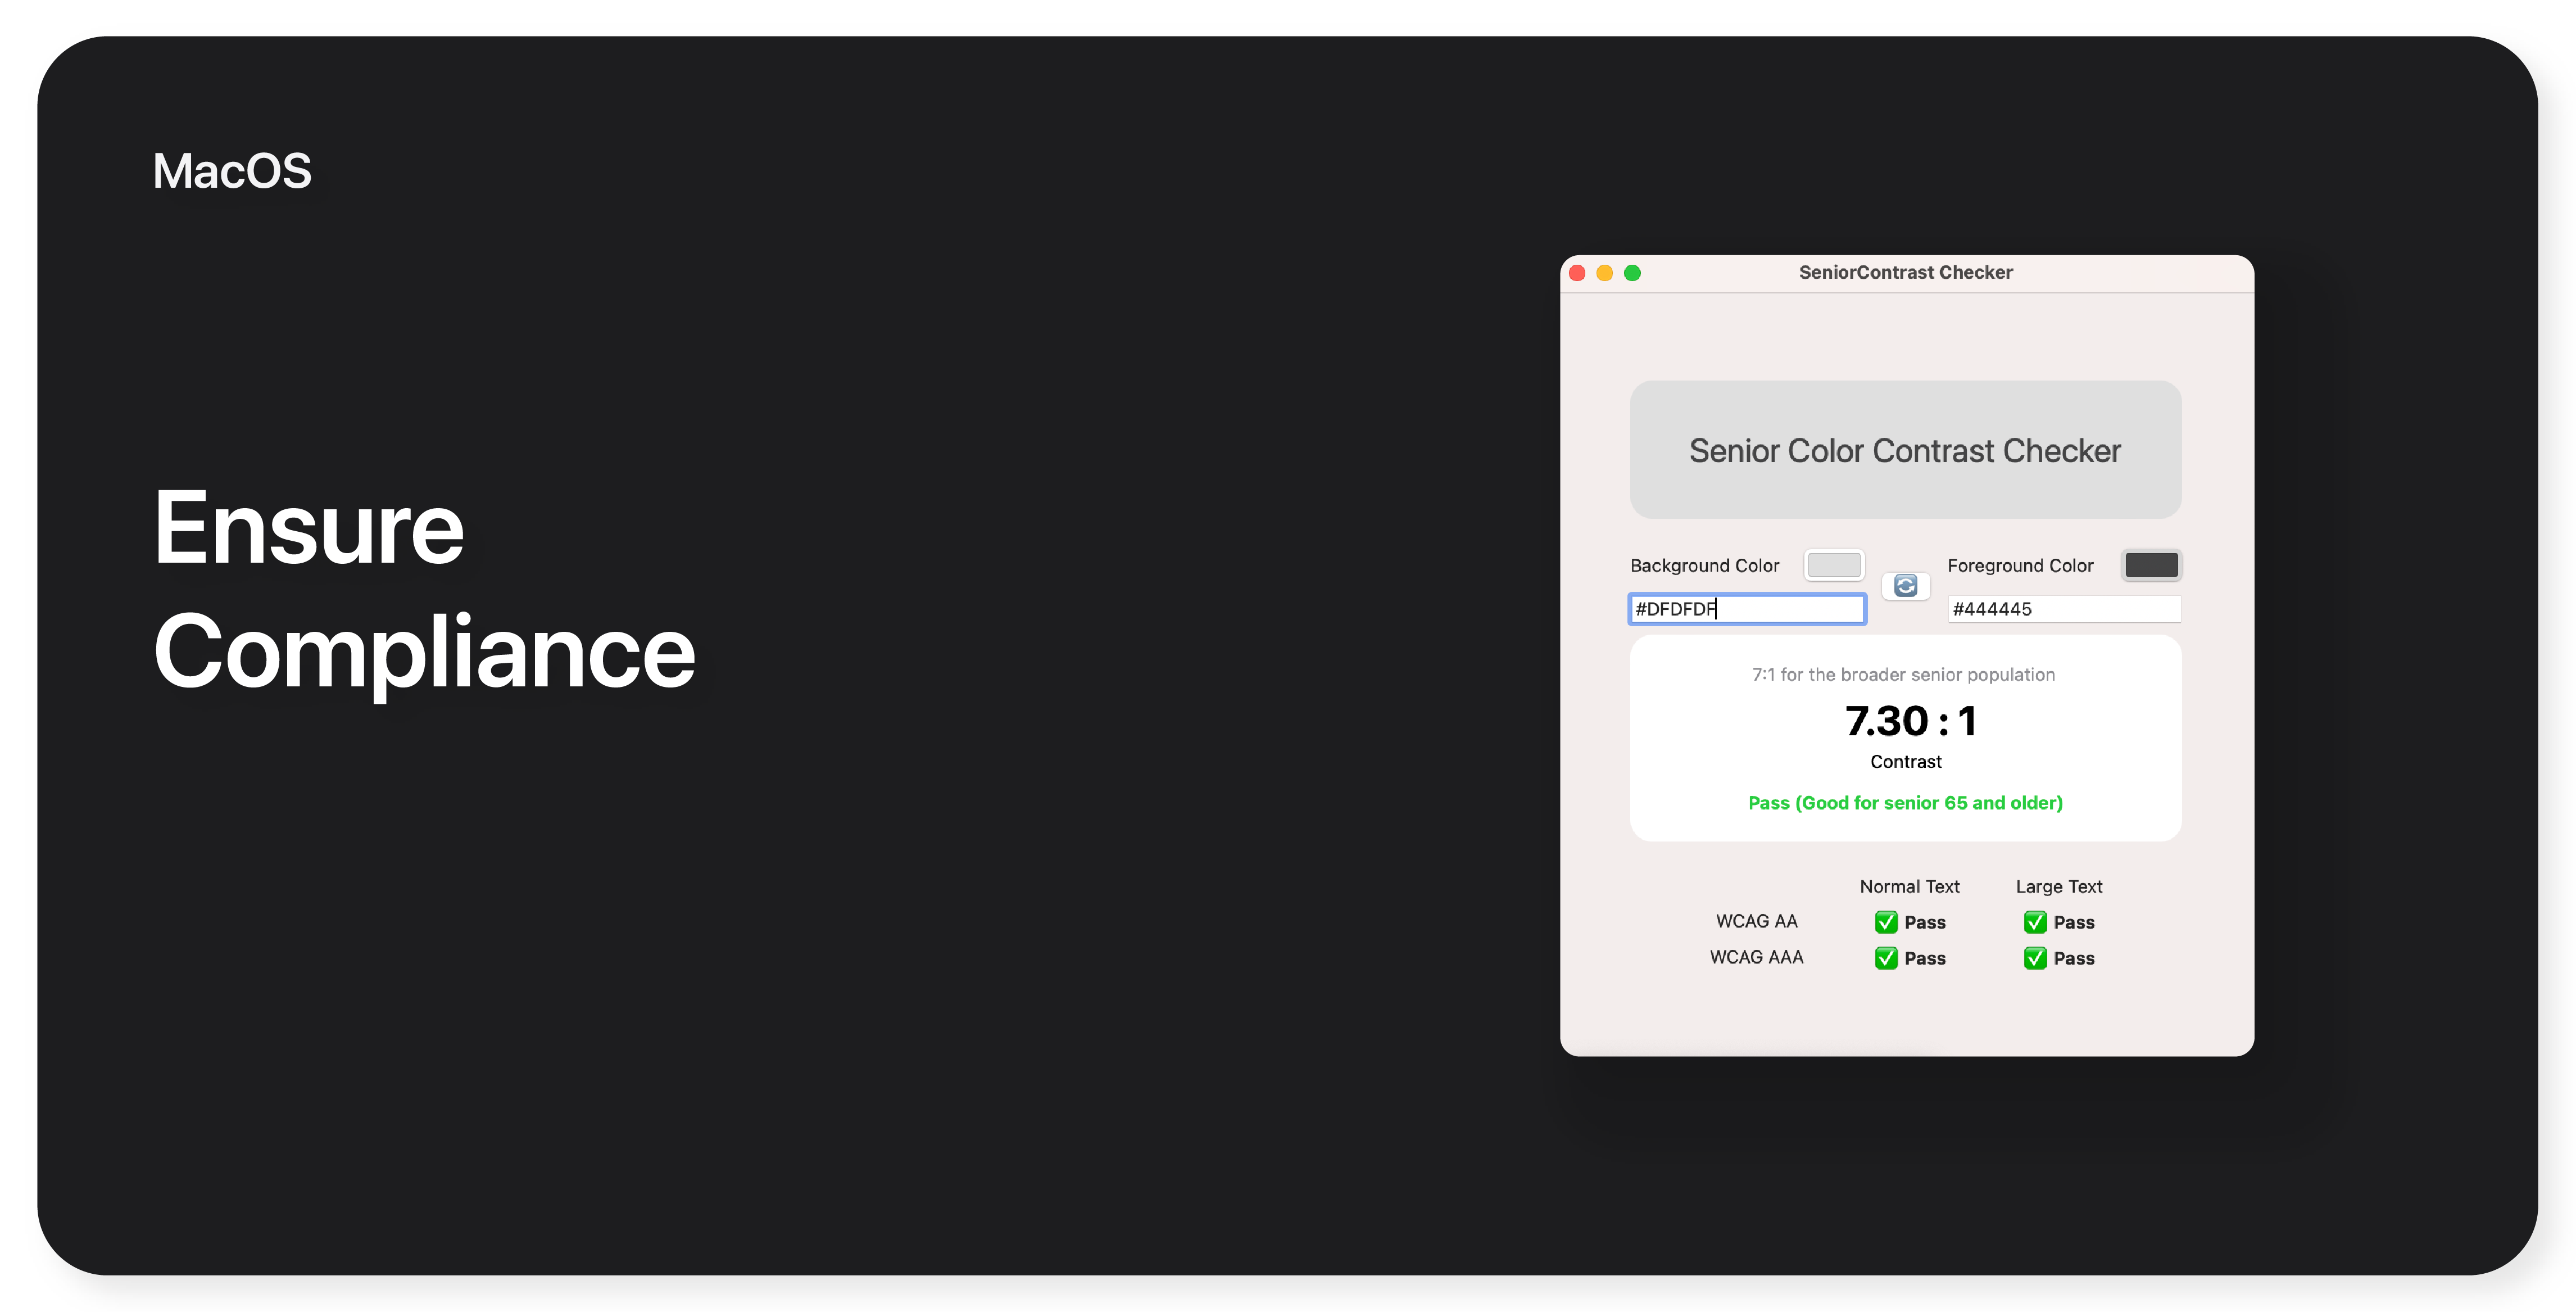 MacOS
Ensure
Compliance
SeniorContrast Checker
Senior Color Contrast Checker
Background Color
Foreground Color
#DFDFDF
#444445
7:1 for the broader senior population
7.30 : 1
Contrast
Pass (Good for senior 65 and older)
Normal Text Large Text
WCAG AA ✅ Pass ✅ Pass
WCAG AAA ✅ Pass ✅ Pass